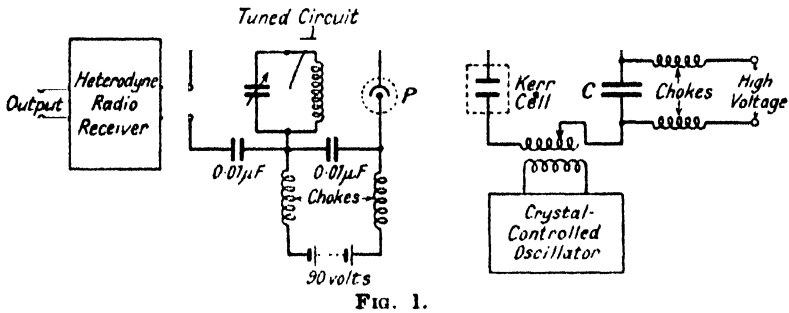 Tuned Circuit
Heterodyne
Radio
Receiver
Output
P
0·01μF
0·01μF
Chokes
90 volts
Kerr
Cell
C
Chokes
High
Voltage
Crystal-
Controlled
Oscillator
FIG. 1.